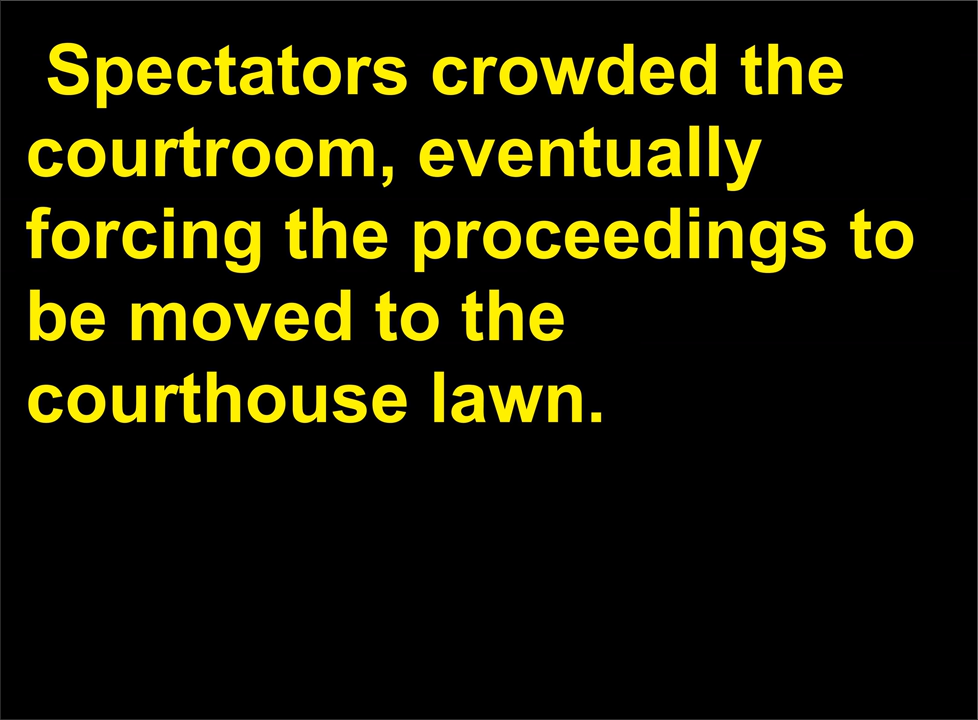 Spectators crowded the
courtroom, eventually
forcing the proceedings to
be moved to the
courthouse lawn.